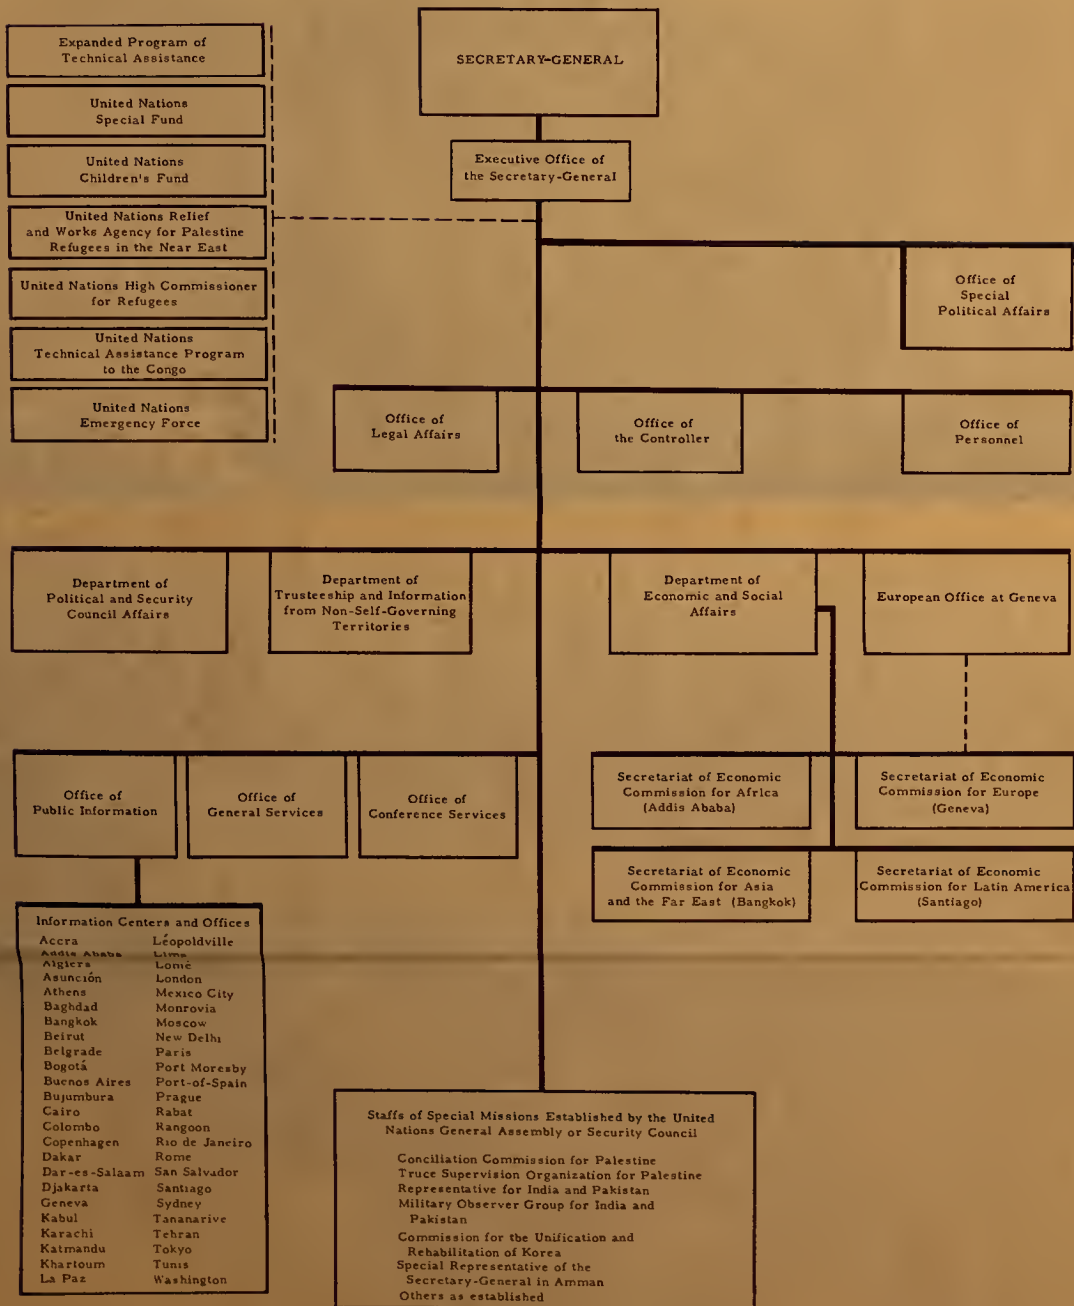 SECRETARY-GENERAL
Executive Office of
the Secretary-General
Expanded Program of
Technical Assistance
United Nations
Special Fund
United Nations
Children's Fund
United Nations Relief
and Works Agency for Palestine
Refugees in the Near East
United Nations High Commissioner
for Refugees
United Nations
Technical Assistance Program
to the Congo
United Nations
Emergency Force
Office of
Special
Political Affairs
Office of
Legal Affairs
Office of
the Controller
Office of
Personnel
Department of
Political and Security
Council Affairs
Department of
Trusteeship and Information
from Non-Self-Governing
Territories
Department of
Economic and Social
Affairs
European Office at Geneva
Office of
Public Information
Office of
General Services
Office of
Conference Services
Secretariat of Economic
Commission for Africa
(Addis Ababa)
Secretariat of Economic
Commission for Europe
(Geneva)
Secretariat of Economic
Commission for Asia
and the Far East (Bangkok)
Secretariat of Economic
Commission for Latin America
(Santiago)
Information Centers and Offices
Accra
Addis Ababa
Algiers
Asunción
Athens
Baghdad
Bangkok
Beirut
Belgrade
Bogotá
Buenos Aires
Bujumbura
Cairo
Colombo
Copenhagen
Dakar
Dar-es-Salaam
Djakarta
Geneva
Kabul
Karachi
Katmandu
Khartoum
La Paz
Léopoldville
Lima
Lomé
London
Mexico City
Monrovia
Moscow
New Delhi
Paris
Port Moresby
Port-of-Spain
Prague
Rabat
Rangoon
Rio de Janeiro
Rome
San Salvador
Santiago
Sydney
Tananarive
Tehran
Tokyo
Tunis
Washington
Staffs of Special Missions Established by the United
Nations General Assembly or Security Council
Conciliation Commission for Palestine
Truce Supervision Organization for Palestine
Representative for India and Pakistan
Military Observer Group for India and
Pakistan
Commission for the Unification and
Rehabilitation of Korea
Special Representative of the
Secretary-General in Amman
Others as established